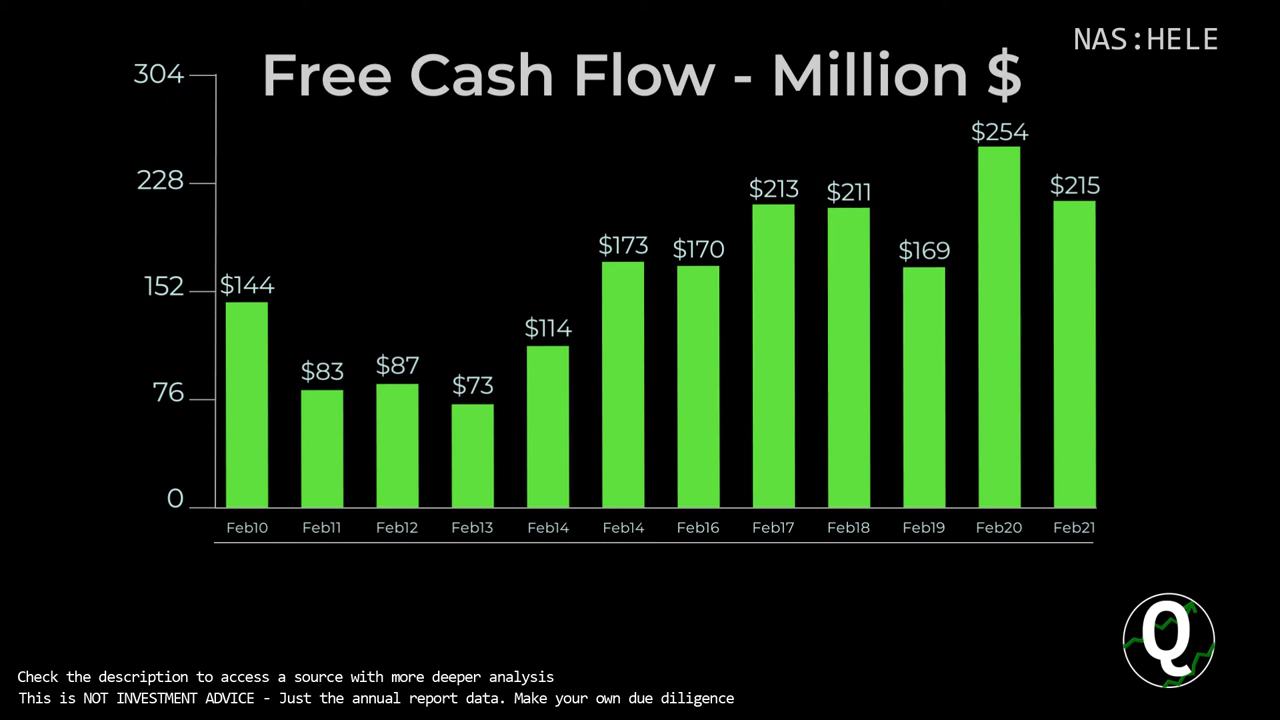 NAS:HELE
Free Cash Flow - Million $
304
228
152
76
0
$144
$83
$87
$73
$114
$173
$170
$213
$211
$169
$254
$215
Feb10
Feb11
Feb12
Feb13
Feb14
Feb14
Feb16
Feb17
Feb18
Feb19
Feb20
Feb21
Q
Check the description to access a source with more deeper analysis
This is NOT INVESTMENT ADVICE - Just the annual report data. Make your own due diligence